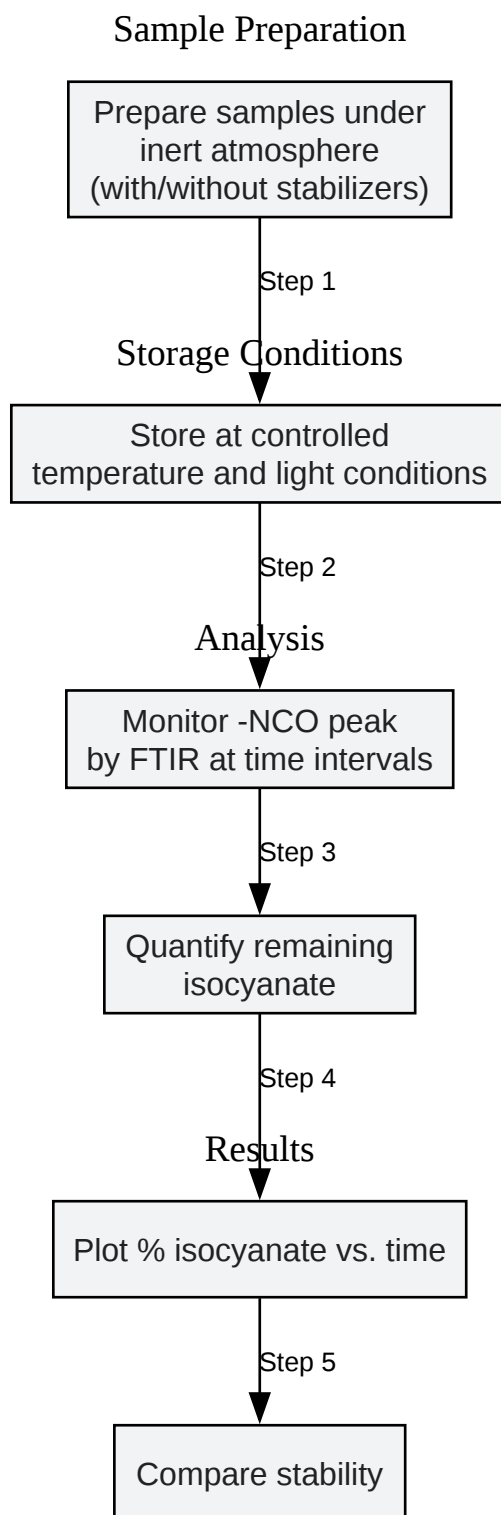 Sample Preparation
Prepare samples under
inert atmosphere
(with/without stabilizers)
Step 1
Storage Conditions
Store at controlled
temperature and light conditions
Step 2
Analysis
Monitor -NCO peak
by FTIR at time intervals
Step 3
Quantify remaining
isocyanate
Step 4
Results
Plot % isocyanate vs. time
Step 5
Compare stability